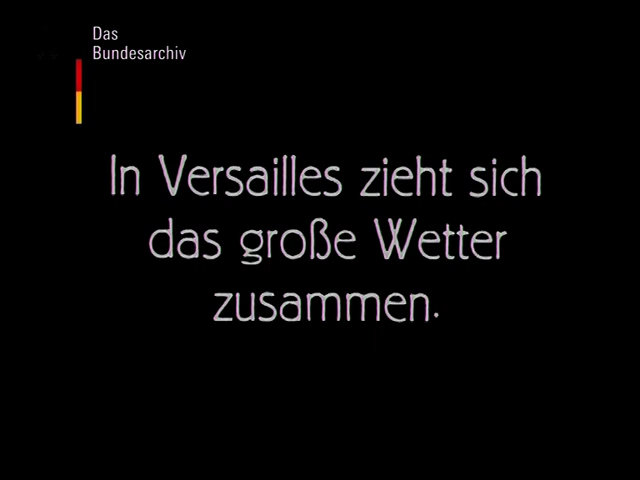 Das
Bundesarchiv
In Versailles zieht sich
das große Wetter
zusammen.